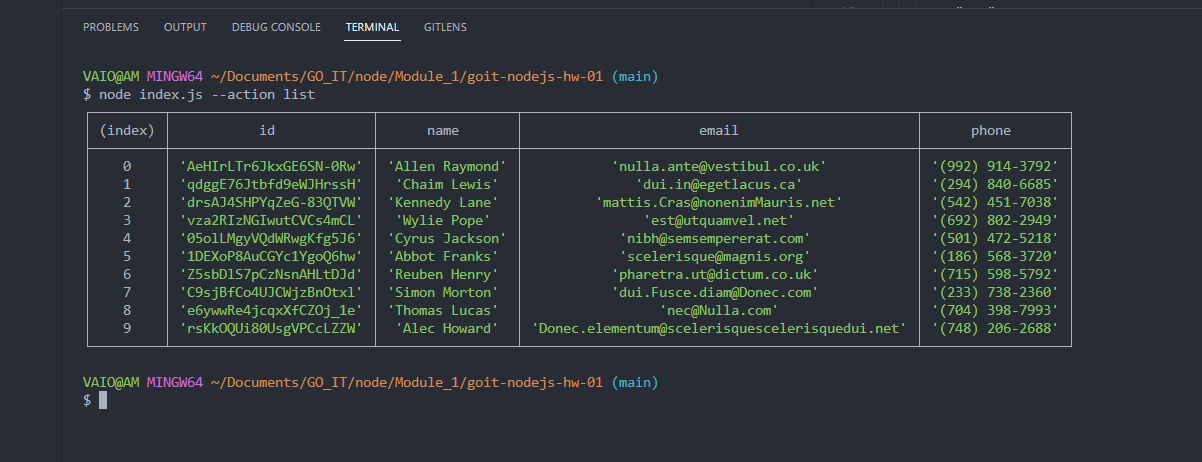 PROBLEMS OUTPUT DEBUG CONSOLE TERMINAL GITLENS
VAIO@AM MINGW64 ~/Documents/GO_IT/node/Module_1/goit-nodejs-hw-01 (main)
$ node index.js --action list
(index) id name email phone
0 'AeHIrLTr6JkxGE6SN-0Rw' 'Allen Raymond' 'nulla.ante@vestibul.co.uk' '(992) 914-3792'
1 'qdggE76Jtbfd9eWJHrssH' 'Chaim Lewis' 'dui.in@egetlacus.ca' '(294) 840-6685'
2 'drsAJ4SHPYqZeG-83QTVW' 'Kennedy Lane' 'mattis.Cras@nonenimMauris.net' '(542) 451-7038'
3 'vza2RIzNGIwutCVCs4mCL' 'Wylie Pope' 'est@utquamvel.net' '(692) 802-2949'
4 '05olLMgyVQdWRwgKfg5J6' 'Cyrus Jackson' 'nibh@semsempererat.com' '(501) 472-5218'
5 '1DEXoP8AuCGYc1YgoQ6hw' 'Abbot Franks' 'scelerisque@magnis.org' '(186) 568-3720'
6 'Z5sbDlS7pCzNsnAHLtDJd' 'Reuben Henry' 'pharetra.ut@dictum.co.uk' '(715) 598-5792'
7 'C9sjBfCo4UJCWjzBnOtxl' 'Simon Morton' 'dui.Fusce.diam@Donec.com' '(233) 738-2360'
8 'e6ywwRe4jcqxXfCZOj_1e' 'Thomas Lucas' 'nec@Nulla.com' '(704) 398-7993'
9 'rsKkOQUi80UsgVPCcLZZW' 'Alec Howard' 'Donec.elementum@scelerisquescelerisquedui.net' '(748) 206-2688'
VAIO@AM MINGW64 ~/Documents/GO_IT/node/Module_1/goit-nodejs-hw-01 (main)
$